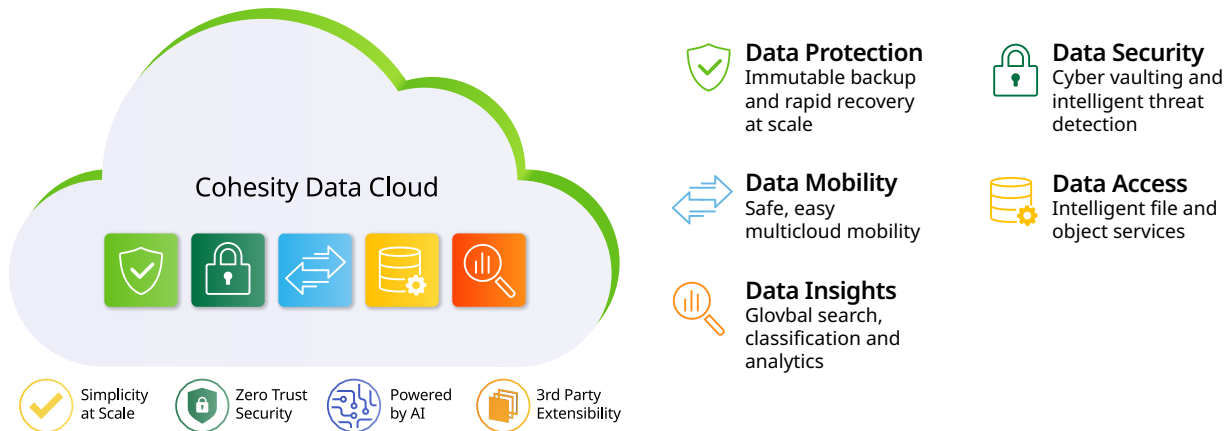 Cohesity Data Cloud
Simplicity
at Scale
Zero Trust
Security
Powered
by AI
3rd Party
Extensibility
Data Protection
Immutable backup
and rapid recovery
at scale
Data Security
Cyber vaulting and
intelligent threat
detection
Data Mobility
Safe, easy
multicloud mobility
Data Access
Intelligent file and
object services
Data Insights
Glovbal search,
classification and
analytics